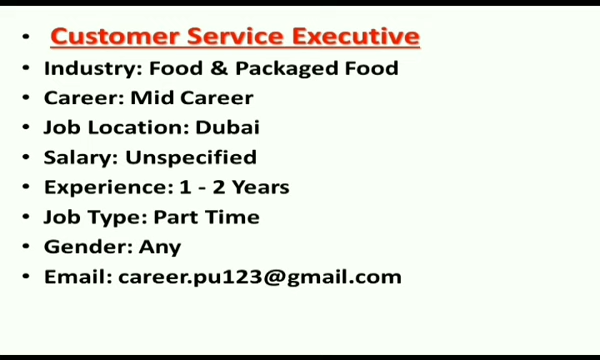 • Customer Service Executive
• Industry: Food & Packaged Food
• Career: Mid Career
• Job Location: Dubai
• Salary: Unspecified
• Experience: 1 - 2 Years
• Job Type: Part Time
• Gender: Any
• Email: career.pu123@gmail.com